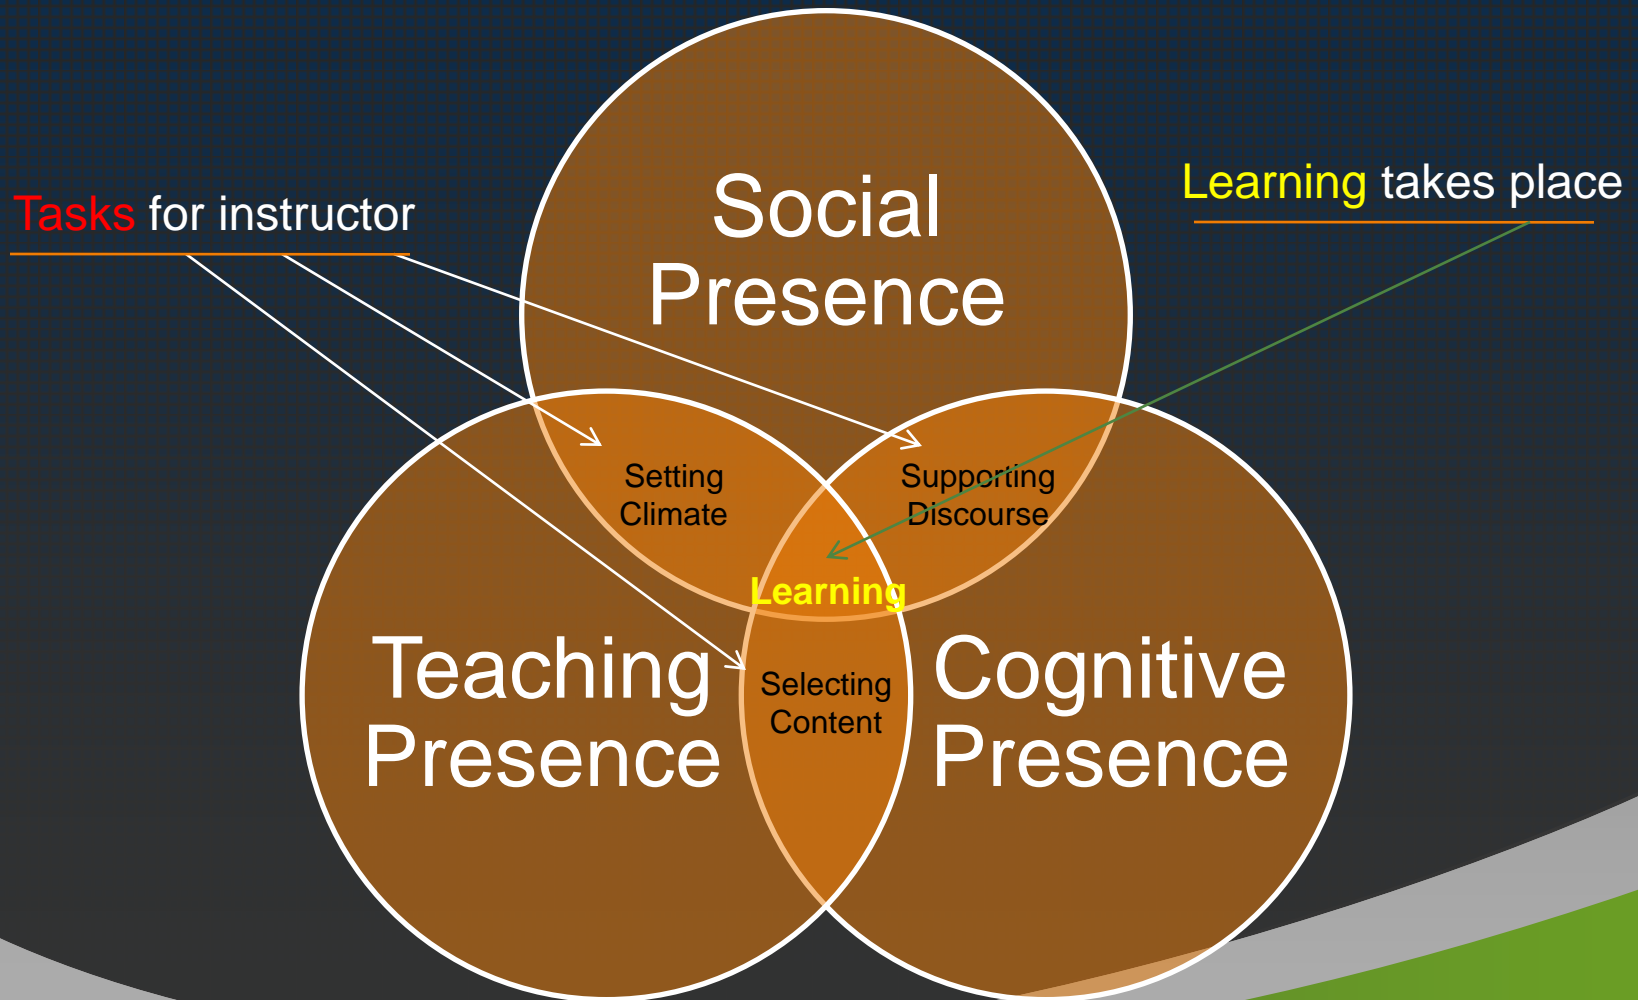 Social
Presence
Tasks for instructor
Learning takes place
Setting
Climate
Supporting
Discourse
Learning
Teaching
Presence
Selecting
Content
Cognitive
Presence